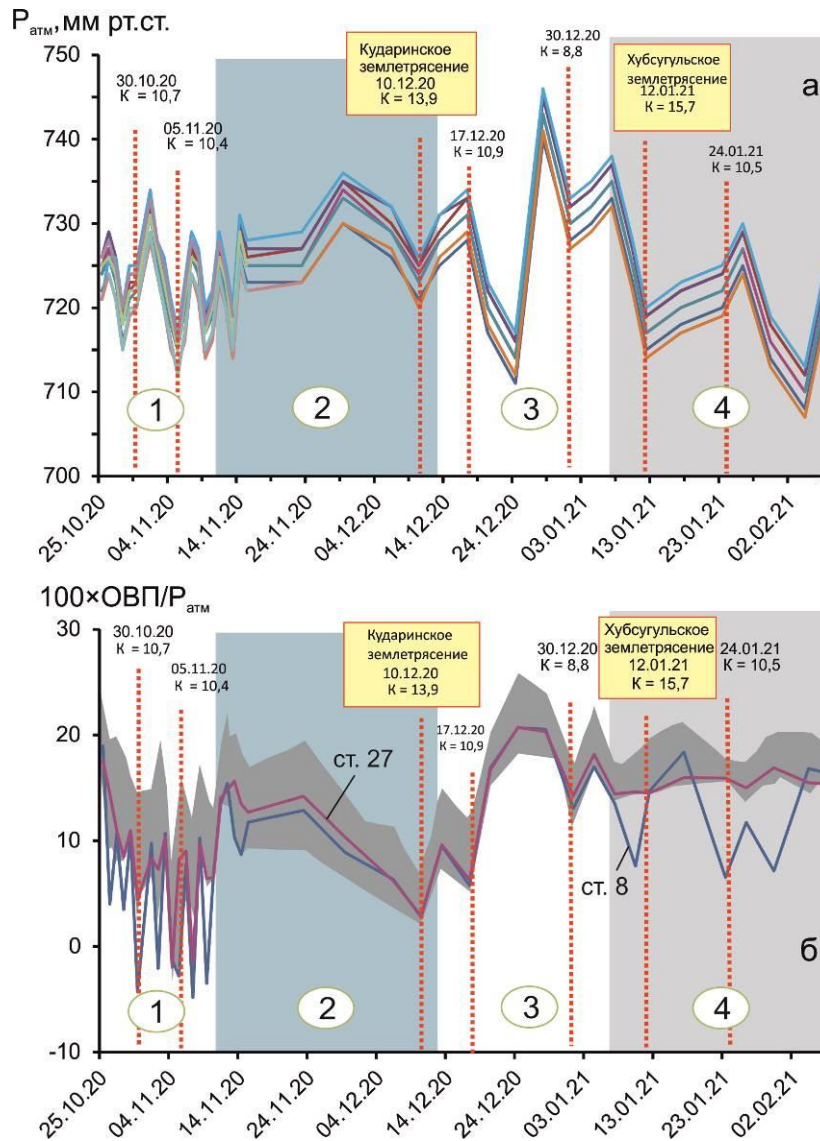 Pатм, мм рт.ст.
750
740
730
720
710
700
30.10.20
К = 10,7
05.11.20
К = 10,4
Кударинское
землетрясение
10.12.20
К = 13,9
17.12.20
К = 10,9
30.12.20
К = 8,8
Хубсугульское
землетрясение
12.01.21
К = 15,7
24.01.21
К = 10,5
а
1
2
3
4
25.10.20
04.11.20
14.11.20
24.11.20
04.12.20
14.12.20
24.12.20
03.01.21
13.01.21
23.01.21
02.02.21
100×ОВП/Pатм
30
20
10
0
-10
30.10.20
К = 10,7
05.11.20
К = 10,4
Кударинское
землетрясение
10.12.20
К = 13,9
17.12.20
К = 10,9
30.12.20
К = 8,8
Хубсугульское
землетрясение
12.01.21
К = 15,7
24.01.21
К = 10,5
ст. 27
ст. 8
б
1
2
3
4
25.10.20
04.11.20
14.11.20
24.11.20
04.12.20
14.12.20
24.12.20
03.01.21
13.01.21
23.01.21
02.02.21